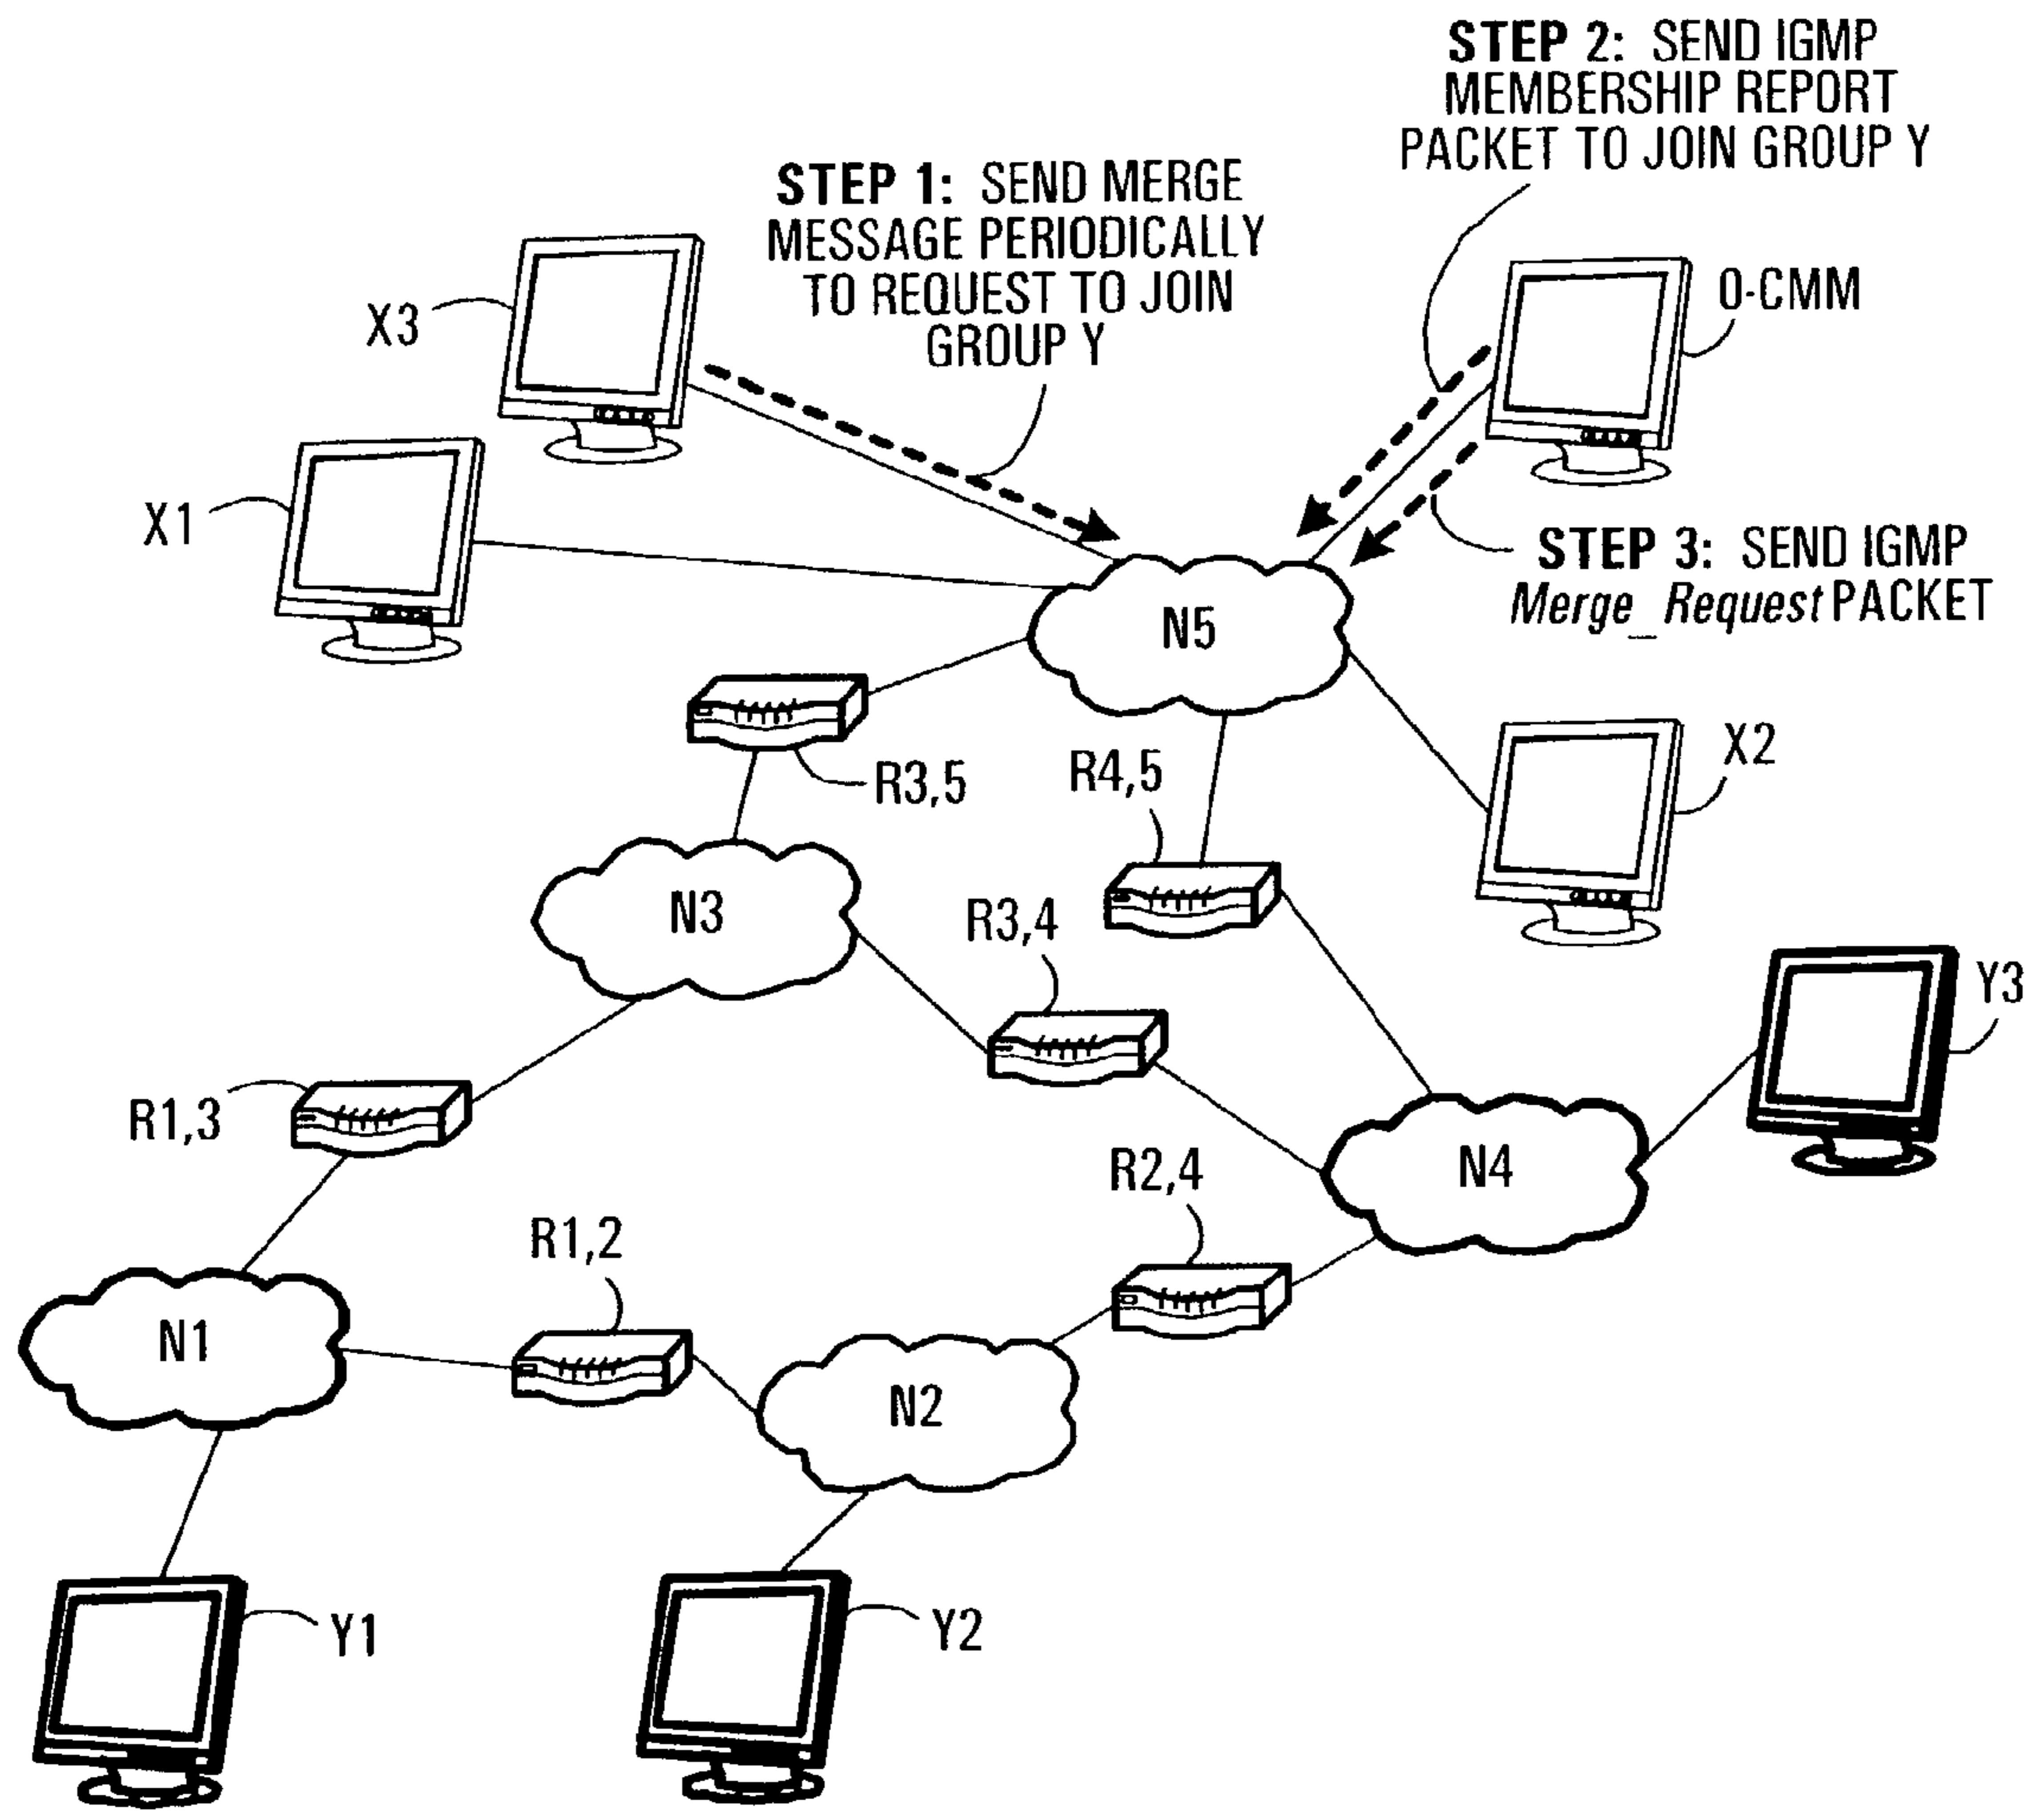 STEP 2: SEND IGMP
MEMBERSHIP REPORT
PACKET TO JOIN GROUP Y
STEP 1: SEND MERGE
MESSAGE PERIODICALLY
TO REQUEST TO JOIN
GROUP Y
X3
O-CMM
X1
STEP 3: SEND IGMP
Merge_Request PACKET
N5
X2
R3,5
R4,5
N3
R3,4
Y3
R1,3
N4
R2,4
R1,2
N1
N2
Y1
Y2